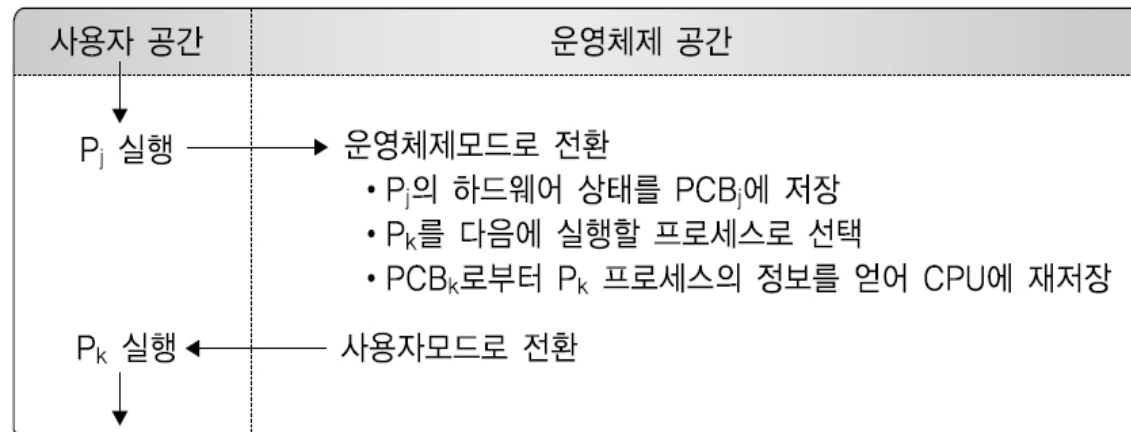 사용자 공간
운영체제 공간
Pj 실행
운영체제모드로 전환
• Pj의 하드웨어 상태를 PCBj에 저장
• Pk를 다음에 실행할 프로세스로 선택
• PCBk로부터 Pk 프로세스의 정보를 얻어 CPU에 재저장
Pk 실행
사용자모드로 전환